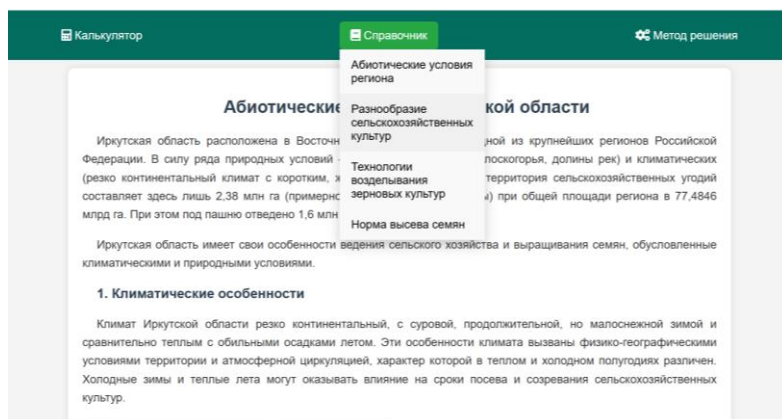 Калькулятор
Справочник
Метод решения
Абиотические условия
региона
Разнообразие
сельскохозяйственных
культур
Технологии
возделывания
зерновых культур
Норма высева семян
Абиотические кой области
Иркутская область расположена в Восточн ной из крупнейших регионов Российской
Федерации. В силу ряда природных условий лоскогорья, долины рек) и климатических
(резко континентальный климат с коротким, ж территория сельскохозяйственных угодий
составляет здесь лишь 2,38 млн га (примерно ы) при общей площади региона в 77,4846
млрд га. При этом под пашню отведено 1,6 млн
Иркутская область имеет свои особенности ведения сельского хозяйства и выращивания семян, обусловленные
климатическими и природными условиями.
1. Климатические особенности
Климат Иркутской области резко континентальный, с суровой, продолжительной, но малоснежной зимой и
сравнительно теплым с обильными осадками летом. Эти особенности климата вызваны физико-географическими
условиями территории и атмосферной циркуляцией, характер которой в теплом и холодном полугодиях различен.
Холодные зимы и теплые лета могут оказывать влияние на сроки посева и созревания сельскохозяйственных
культур.